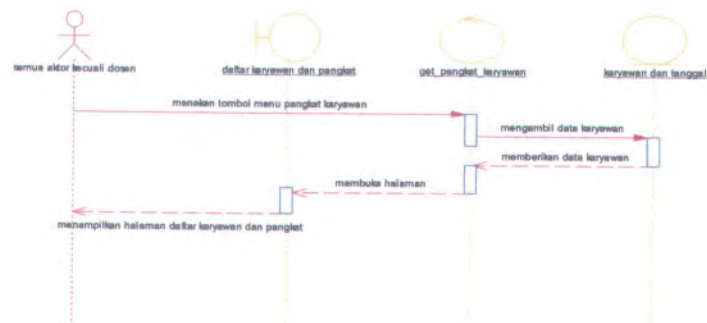 semua aktor kecuali dosen
daftar karyawan dan pangkat
get_pangkat_karyawan
karyawan dan tanggal
menekan tombol menu pangkat karyawan
mengambil data karyawan
memberikan data karyawan
membuka halaman
menampilkan halaman daftar karyawan dan pangkat